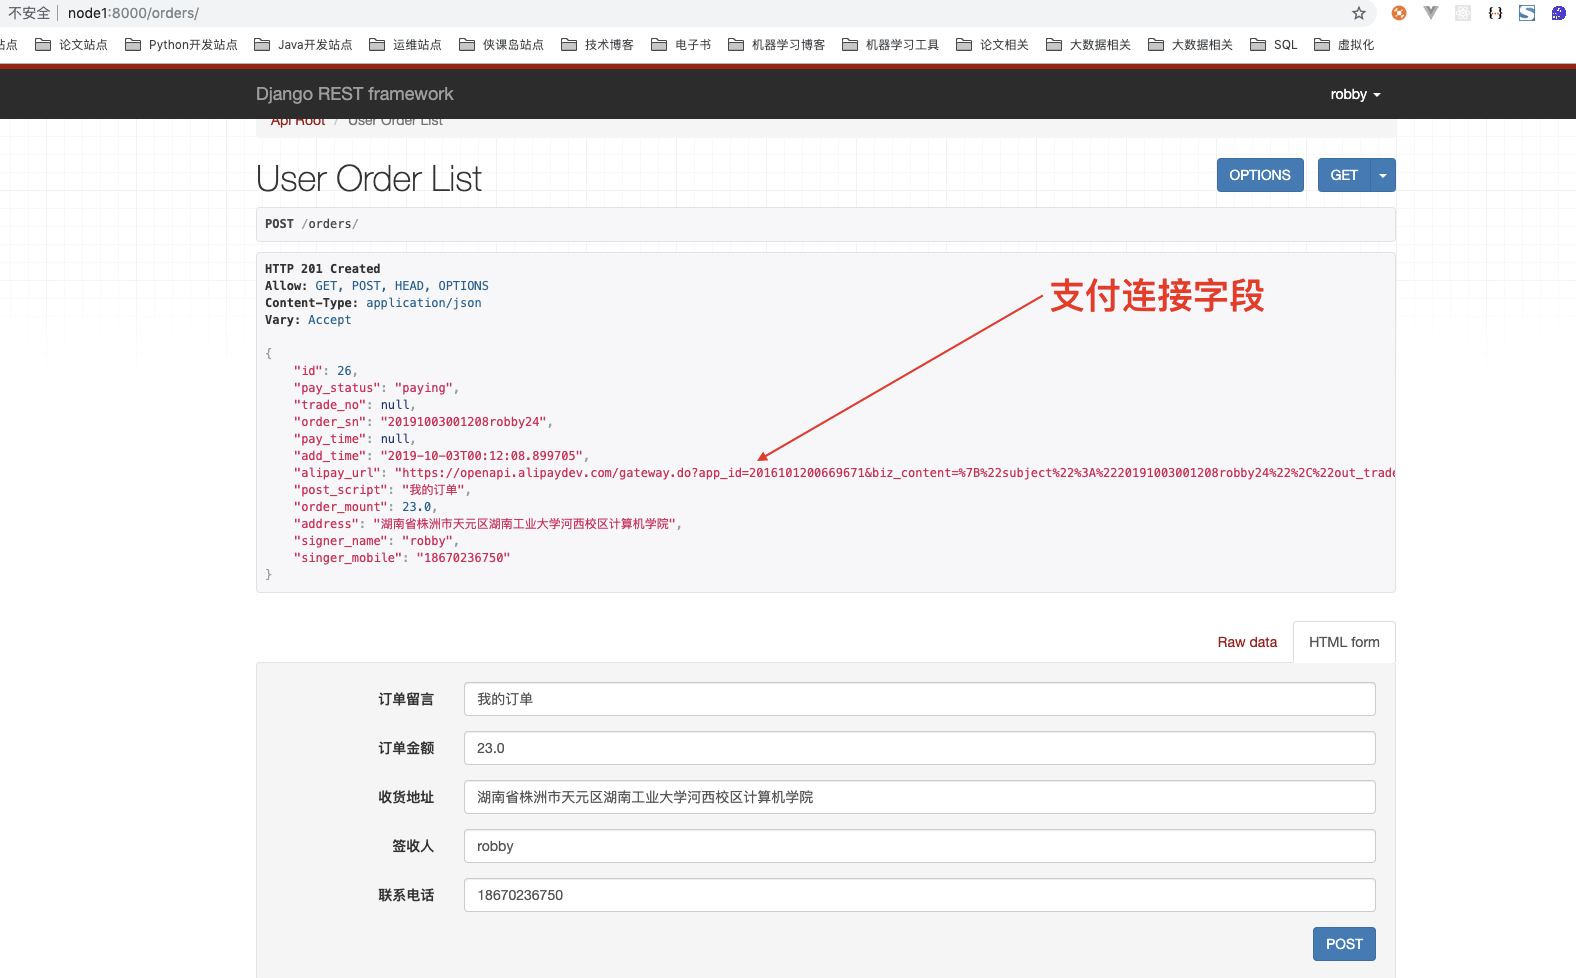 不安全 | node1:8000/orders/
站点 论文站点 Python开发站点 Java开发站点 运维站点 侠课岛站点 技术博客 电子书 机器学习博客 机器学习工具 论文相关 大数据相关 大数据相关 SQL 虚拟化
Django REST framework robby
Api Root / User Order List
User Order List OPTIONS GET
POST /orders/
HTTP 201 Created
Allow: GET, POST, HEAD, OPTIONS
Content-Type: application/json
Vary: Accept
支付连接字段
{
"id": 26,
"pay_status": "paying",
"trade_no": null,
"order_sn": "20191003001208robby24",
"pay_time": null,
"add_time": "2019-10-03T00:12:08.899705",
"alipay_url": "https://openapi.alipaydev.com/gateway.do?app_id=2016101200669671&biz_content=%7B%22subject%22%3A%2220191003001208robby24%22%2C%22out_trade
"post_script": "我的订单",
"order_mount": 23.0,
"address": "湖南省株洲市天元区湖南工业大学河西校区计算机学院",
"signer_name": "robby",
"singer_mobile": "18670236750"
}
Raw data HTML form
订单留言 我的订单
订单金额 23.0
收货地址 湖南省株洲市天元区湖南工业大学河西校区计算机学院
签收人 robby
联系电话 18670236750
POST